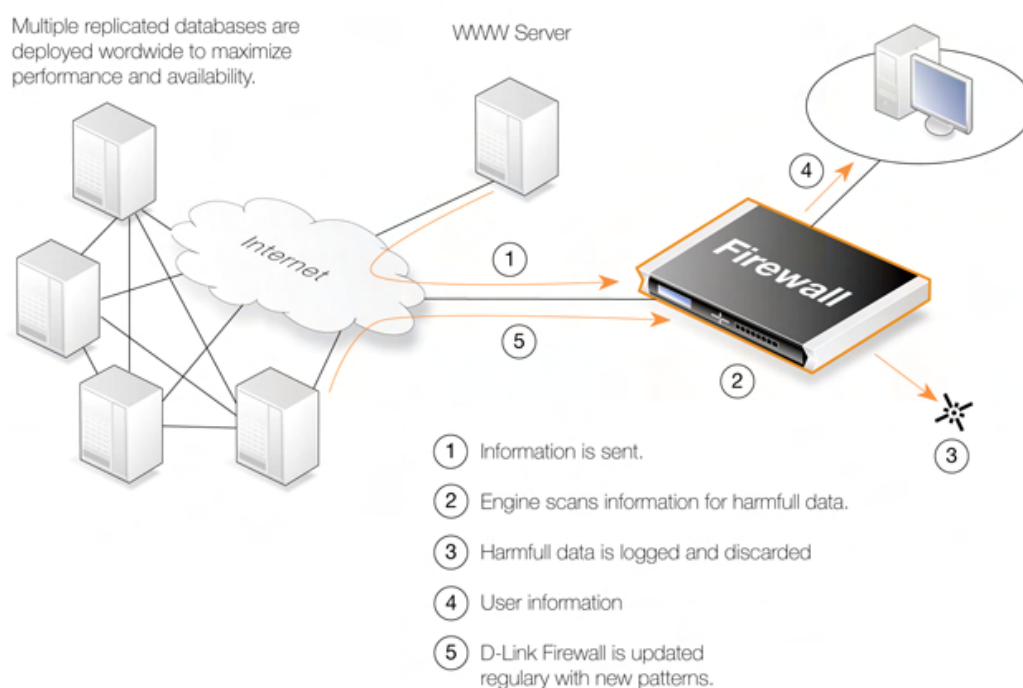 Multiple replicated databases are
deployed wordwide to maximize
performance and availability.
WWW Server
Internet
Firewall
4
1
5
2
3
1 Information is sent.
2 Engine scans information for harmfull data.
3 Harmfull data is logged and discarded
4 User information
5 D-Link Firewall is updated
regulary with new patterns.